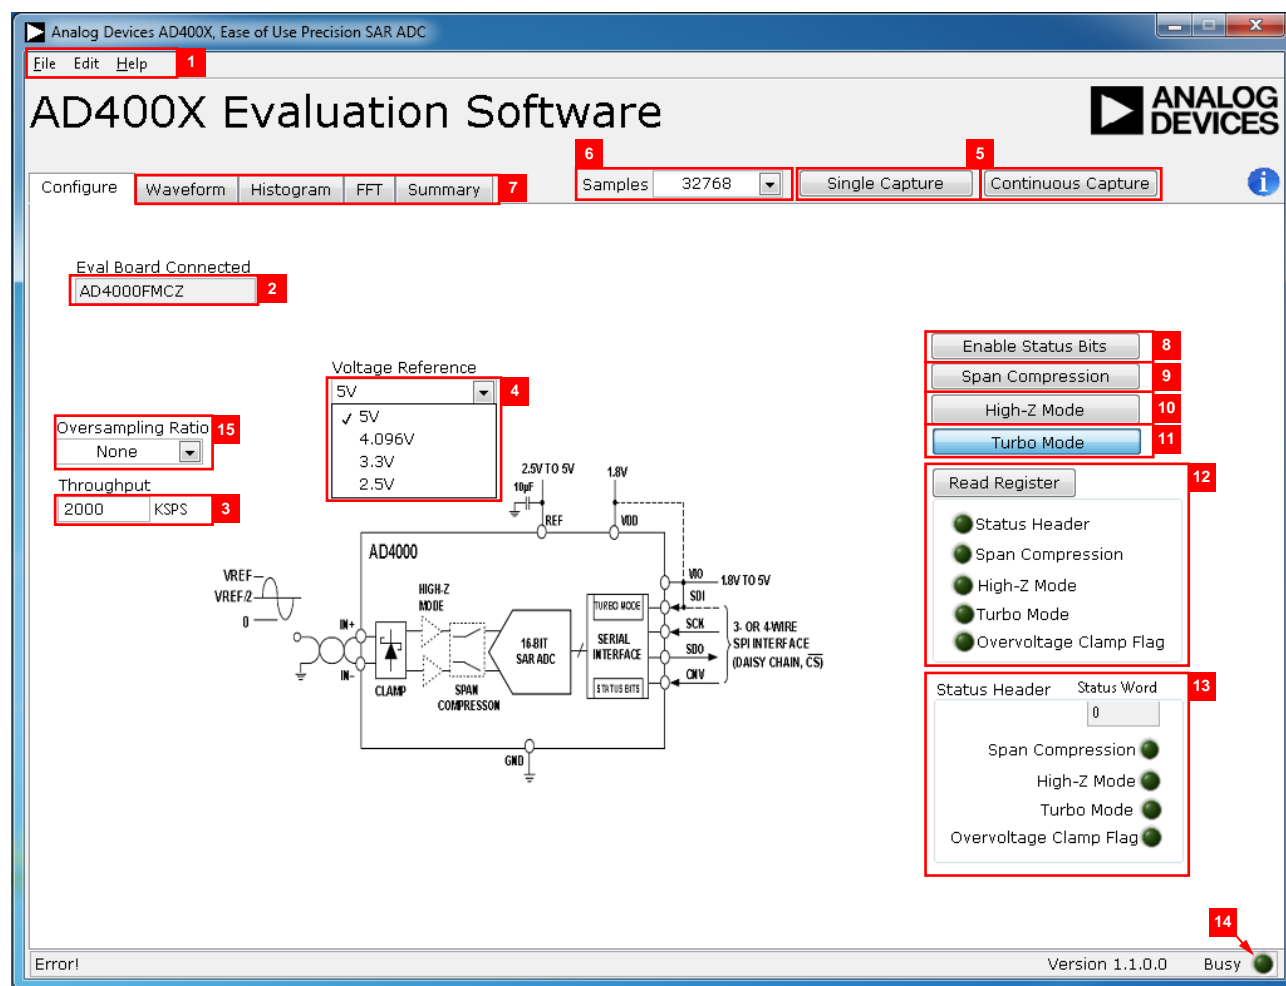 Analog Devices AD400X, Ease of Use Precision SAR ADC
File Edit Help 1
AD400X Evaluation Software
ANALOG
DEVICES
6 5
Configure Waveform Histogram FFT Summary 7 Samples 32768 Single Capture Continuous Capture i
Eval Board Connected
AD4000FMCZ 2
Voltage Reference
5V 4
✓ 5V
4.096V
3.3V
2.5V
Oversampling Ratio 15
None
Throughput
2000 KSPS 3
Enable Status Bits 8
Span Compression 9
High-Z Mode 10
Turbo Mode 11
Read Register 12
Status Header
Span Compression
High-Z Mode
Turbo Mode
Overvoltage Clamp Flag
Status Header Status Word 13
0
Span Compression
High-Z Mode
Turbo Mode
Overvoltage Clamp Flag
2.5V TO 5V 1.8V
10µF
REF VDD
AD4000
VREF
VREF/2
0
HIGH-Z
MODE
IN+
IN-
CLAMP
SPAN
COMPRESSON
16-BIT
SAR ADC
TURBO MODE
SERIAL
INTERFACE
STATUS BITS
VIO 1.8V TO 5V
SDI
SCK
SDO
CNV
3- OR 4-WIRE
SPI INTERFACE
(DAISY CHAIN, CS)
GND
14
Error! Version 1.1.0.0 Busy